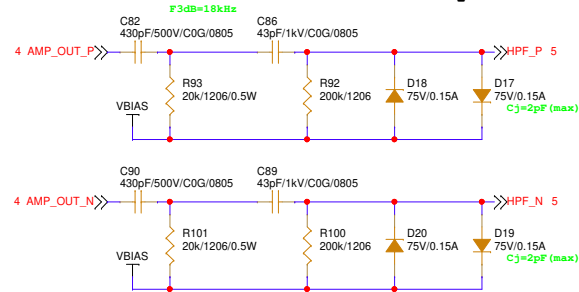 F3dB=18kHz
C82
430pF/500V/C0G/0805
C86
43pF/1kV/C0G/0805
4 AMP_OUT_P
HPF_P 5
R93
20k/1206/0.5W
R92
200k/1206
D18
75V/0.15A
D17
75V/0.15A
Cj=2pF(max)
VBIAS
C90
430pF/500V/C0G/0805
C89
43pF/1kV/C0G/0805
4 AMP_OUT_N
HPF_N 5
R101
20k/1206/0.5W
R100
200k/1206
D20
75V/0.15A
D19
75V/0.15A
Cj=2pF(max)
VBIAS